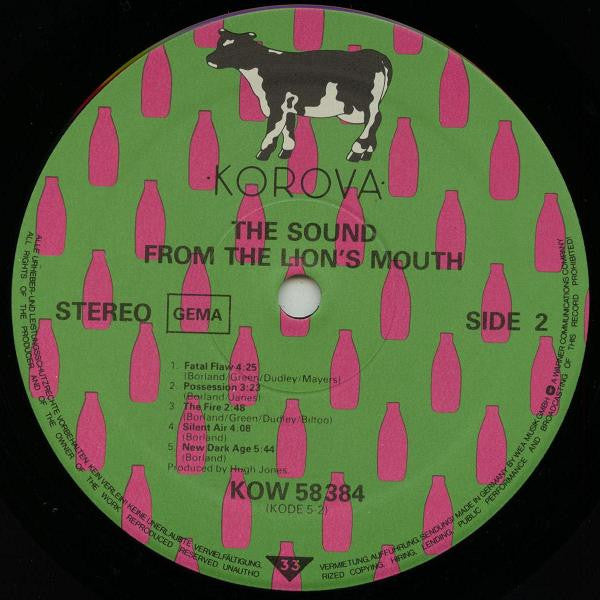 ·KOROVA·
THE SOUND
FROM THE LION'S MOUTH
STEREO
GEMA
SIDE 2
1. Fatal Flaw 4:25
(Borland/Green/Dudley/Mayers)
2. Possession 3:23
(Borland/Janes)
3. The Fire 2:48
(Borland/Green/Dudley/Bilton)
4. Silent Air 4:08
(Borland)
5. New Dark Age 5:44
(Borland)
Produced by Hugh Jones.
KOW 58 384
(KODE 5-2)
33
ALLE URHEBER-UND LEISTUNGSSCHUTZRECHTE VORBEHALTEN. KEIN VERLEIH! KEINE UNERLAUBTE VERVIELFÄLTIGUNG, VERMIETUNG, AUFFÜHRUNG, SENDUNG! MADE IN GERMANY BY WEA MUSIK GMBH A WARNER COMMUNICATIONS COMPANY
ALL RIGHTS OF THE PRODUCER AND OF THE OWNER OF THE WORK REPRODUCED RESERVED UNAUTHORIZED COPYING, HIRING, LENDING, PUBLIC PERFORMANCE AND BROADCASTING OF THIS RECORD PROHIBITED!